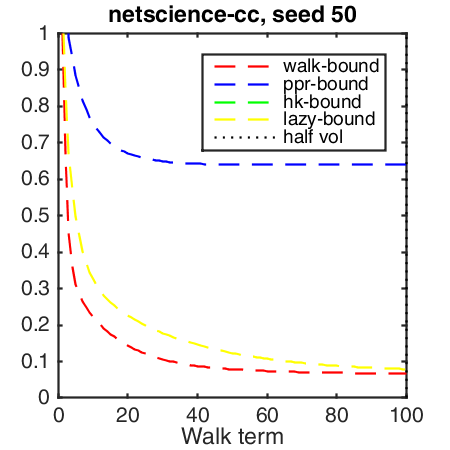 netscience-cc, seed 50
1
0.9
0.8
0.7
0.6
0.5
0.4
0.3
0.2
0.1
0
walk-bound
ppr-bound
hk-bound
lazy-bound
half vol
0 20 40 60 80 100
Walk term